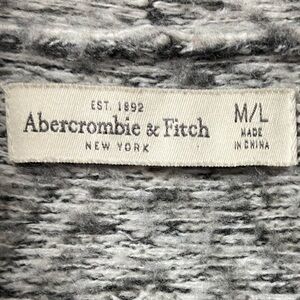 EST. 1892
Abercrombie & Fitch
NEW YORK
M/L
MADE
IN CHINA